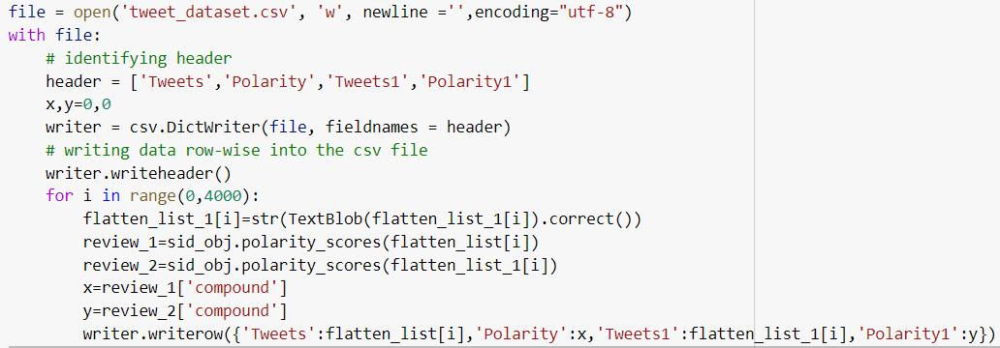 file = open('tweet_dataset.csv', 'w', newline ='',encoding="utf-8")
with file:
    # identifying header
    header = ['Tweets','Polarity','Tweets1','Polarity1']
    x,y=0,0
    writer = csv.DictWriter(file, fieldnames = header)
    # writing data row-wise into the csv file
    writer.writeheader()
    for i in range(0,4000):
        flatten_list_1[i]=str(TextBlob(flatten_list_1[i]).correct())
        review_1=sid_obj.polarity_scores(flatten_list[i])
        review_2=sid_obj.polarity_scores(flatten_list_1[i])
        x=review_1['compound']
        y=review_2['compound']
        writer.writerow({'Tweets':flatten_list[i],'Polarity':x,'Tweets1':flatten_list_1[i],'Polarity1':y})